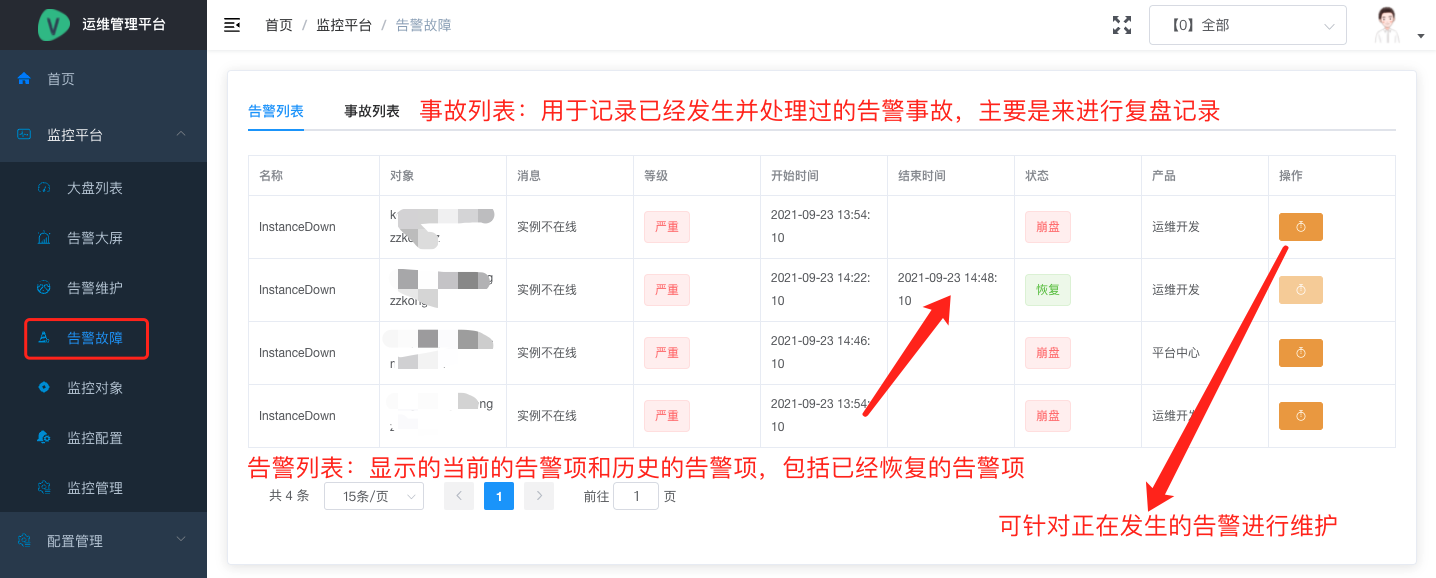 V 运维管理平台
首页 / 监控平台 / 告警故障
【0】全部
首页
监控平台
大盘列表
告警大屏
告警维护
告警故障
监控对象
监控配置
监控管理
配置管理
告警列表 事故列表 事故列表：用于记录已经发生并处理过的告警事故，主要是来进行复盘记录
名称 对象 消息 等级 开始时间 结束时间 状态 产品 操作
InstanceDown 实例不在线 严重 2021-09-23 13:54:
10 崩盘 运维开发
InstanceDown 实例不在线 严重 2021-09-23 14:22:
10 2021-09-23 14:48:
10 恢复 运维开发
InstanceDown 实例不在线 严重 2021-09-23 14:46:
10 崩盘 平台中心
InstanceDown ng 实例不在线 严重 2021-09-23 13:54:
10 崩盘 运维开发
告警列表：显示的当前的告警项和历史的告警项，包括已经恢复的告警项
共 4 条 15条/页 1 前往 1 页
可针对正在发生的告警进行维护